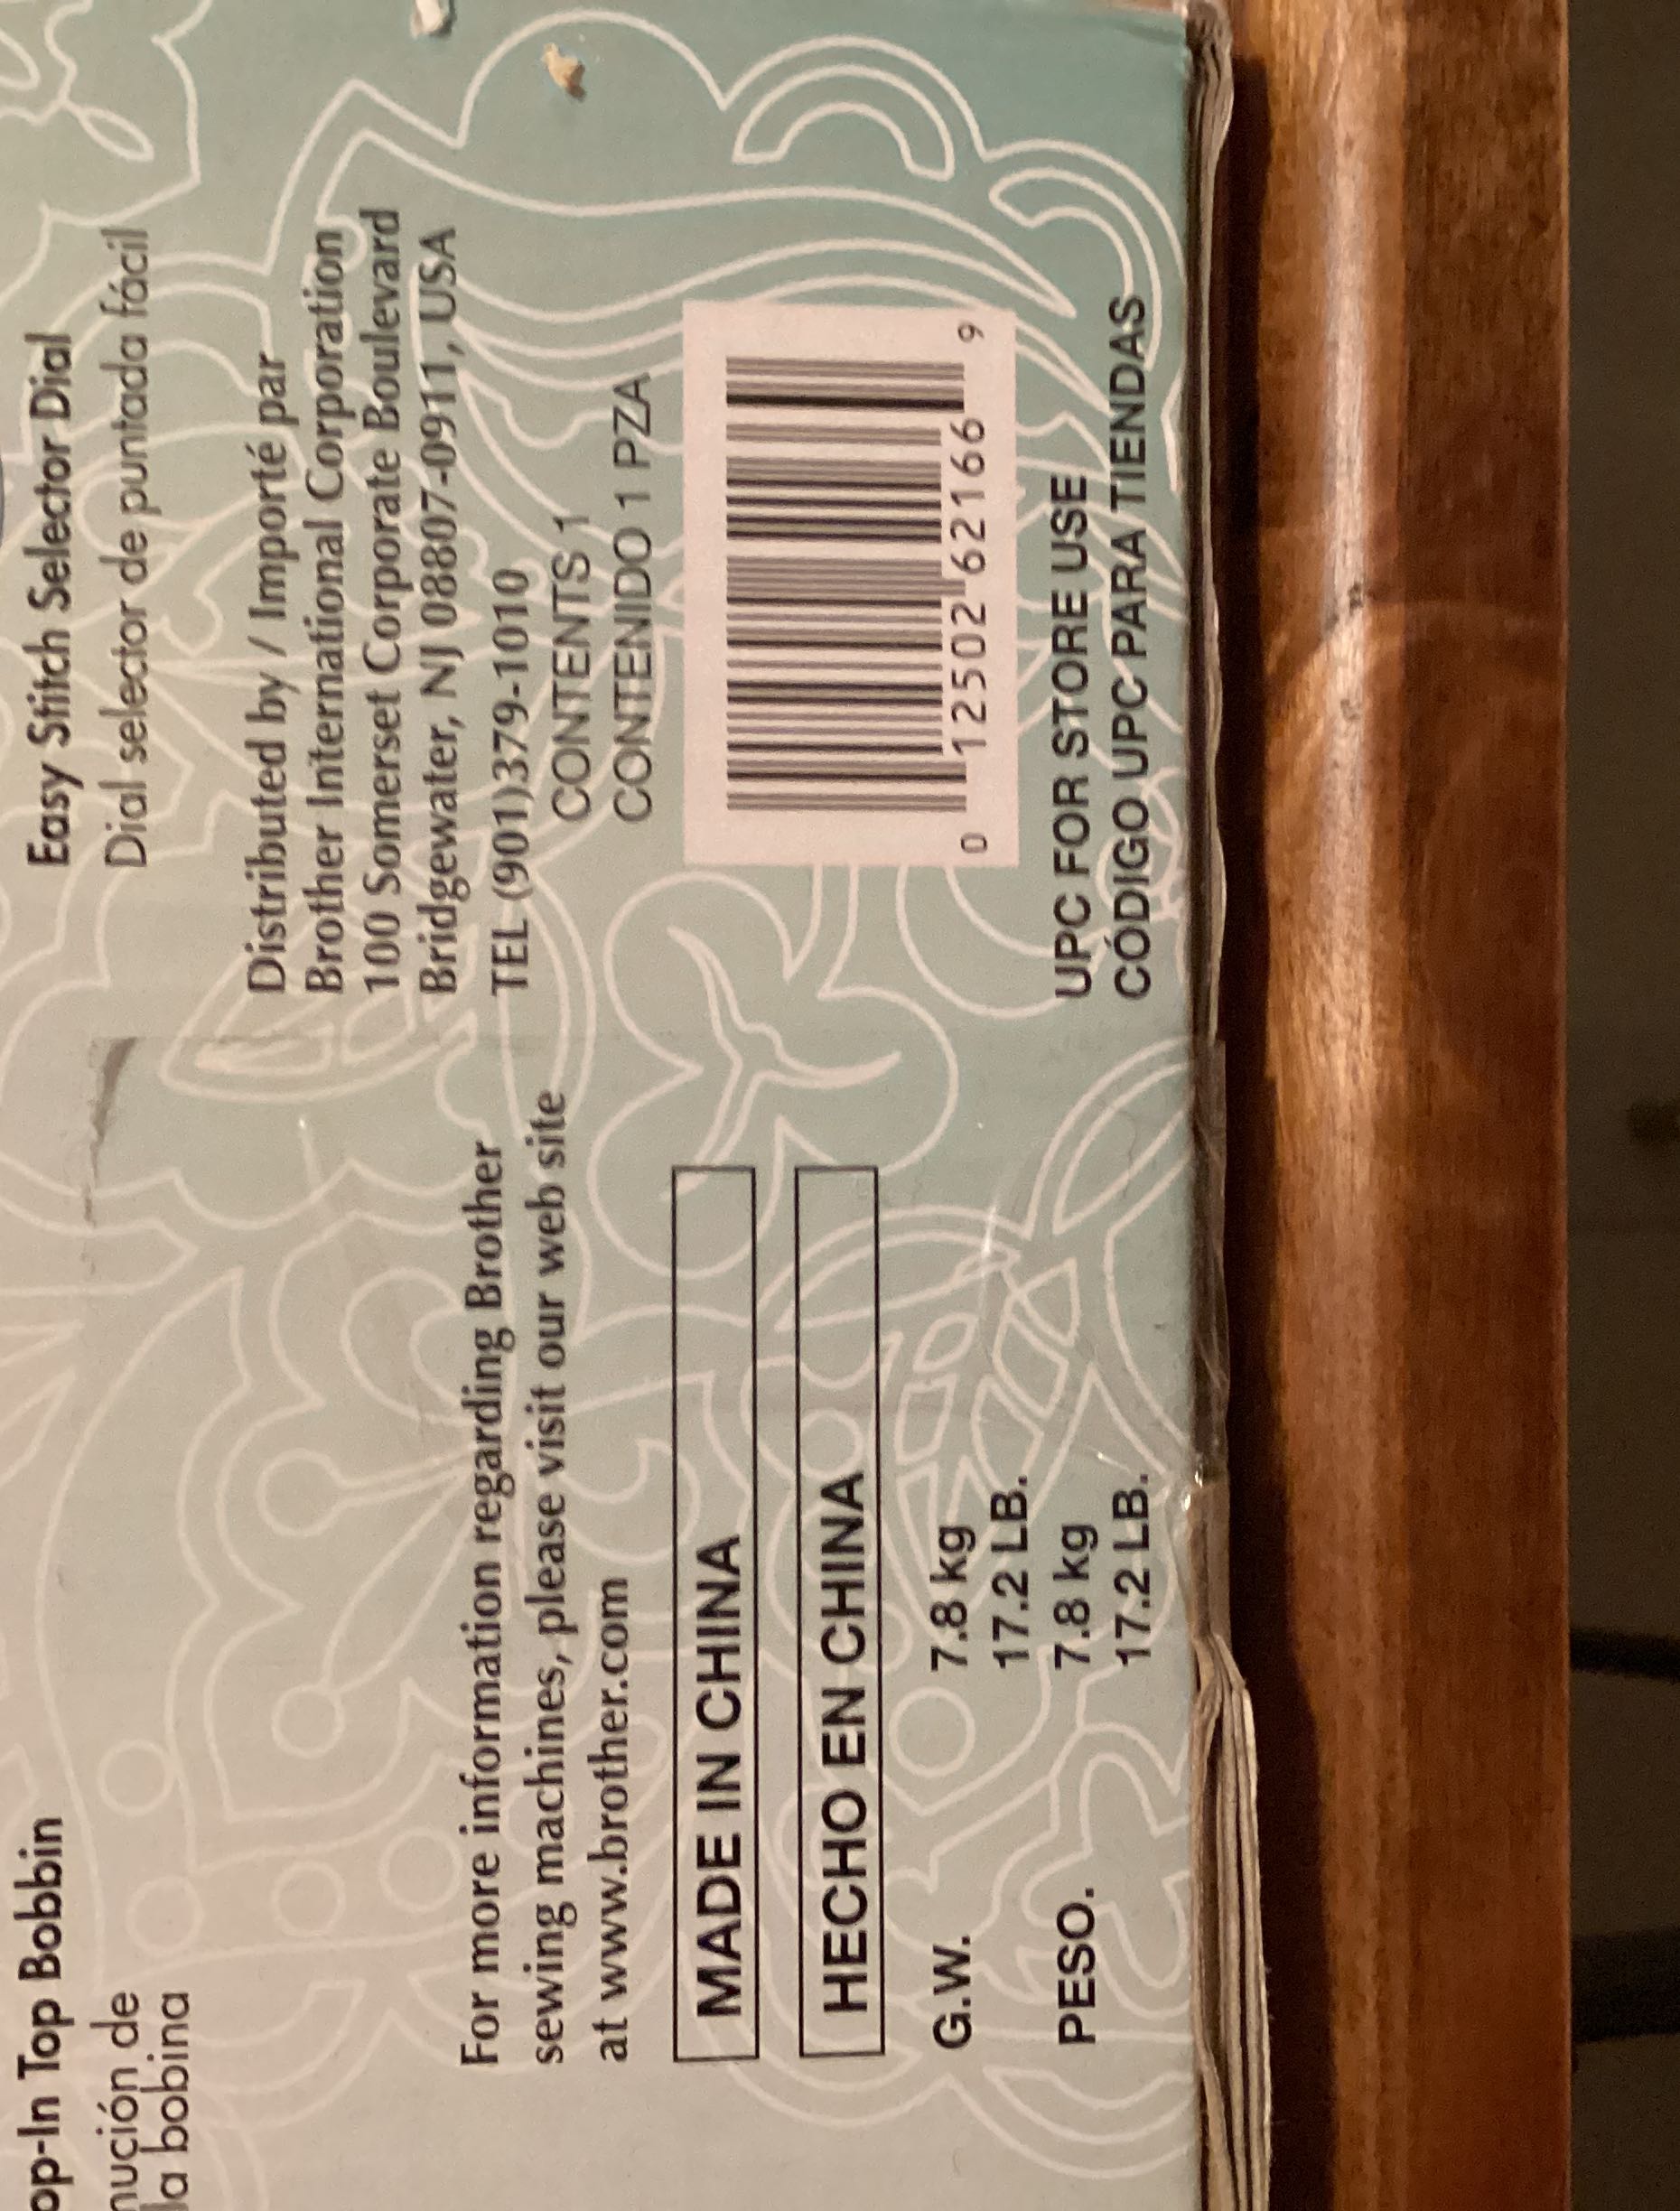 op-In Top Bobbin
nución de
la bobina
Easy Stitch Selector Dial
Dial selector de puntada fácil
For more information regarding Brother
sewing machines, please visit our web site
at www.brother.com
MADE IN CHINA
HECHO EN CHINA
G.W. 7.8 kg
17.2 LB.
PESO. 7.8 kg
17.2 LB.
Distributed by / Importé par
Brother International Corporation
100 Somerset Corporate Boulevard
Bridgewater, NJ 08807-0911, USA
TEL (901)379-1010
CONTENTS 1
CONTENIDO 1 PZA
0 12502 62166 9
UPC FOR STORE USE
CÓDIGO UPC PARA TIENDAS